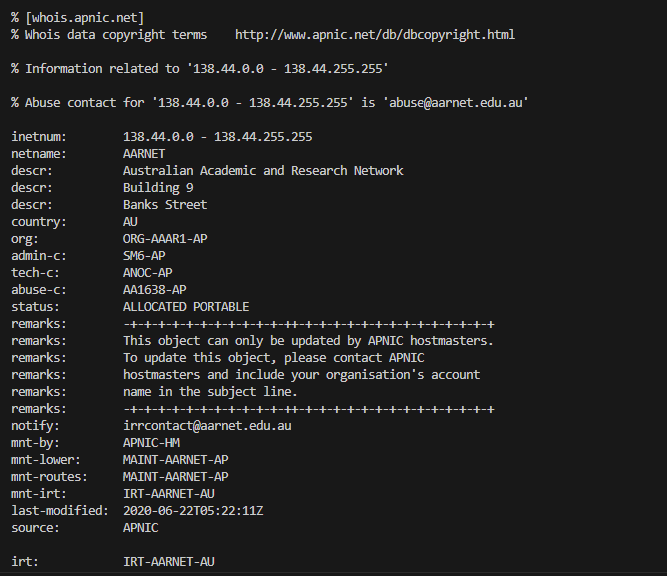 % [whois.apnic.net]
% Whois data copyright terms    http://www.apnic.net/db/dbcopyright.html

% Information related to '138.44.0.0 - 138.44.255.255'

% Abuse contact for '138.44.0.0 - 138.44.255.255' is 'abuse@aarnet.edu.au'

inetnum:        138.44.0.0 - 138.44.255.255
netname:        AARNET
descr:          Australian Academic and Research Network
descr:          Building 9
descr:          Banks Street
country:        AU
org:            ORG-AAAR1-AP
admin-c:        SM6-AP
tech-c:         ANOC-AP
abuse-c:        AA1638-AP
status:         ALLOCATED PORTABLE
remarks:        -+-+-+-+-+-+-+-+-+-++-+-+-+-+-+-+-+-+-+-+-+-+-+-+
remarks:        This object can only be updated by APNIC hostmasters.
remarks:        To update this object, please contact APNIC
remarks:        hostmasters and include your organisation's account
remarks:        name in the subject line.
remarks:        -+-+-+-+-+-+-+-+-+-++-+-+-+-+-+-+-+-+-+-+-+-+-+-+
notify:         irrcontact@aarnet.edu.au
mnt-by:         APNIC-HM
mnt-lower:      MAINT-AARNET-AP
mnt-routes:     MAINT-AARNET-AP
mnt-irt:        IRT-AARNET-AU
last-modified:  2020-06-22T05:22:11Z
source:         APNIC

irt:            IRT-AARNET-AU